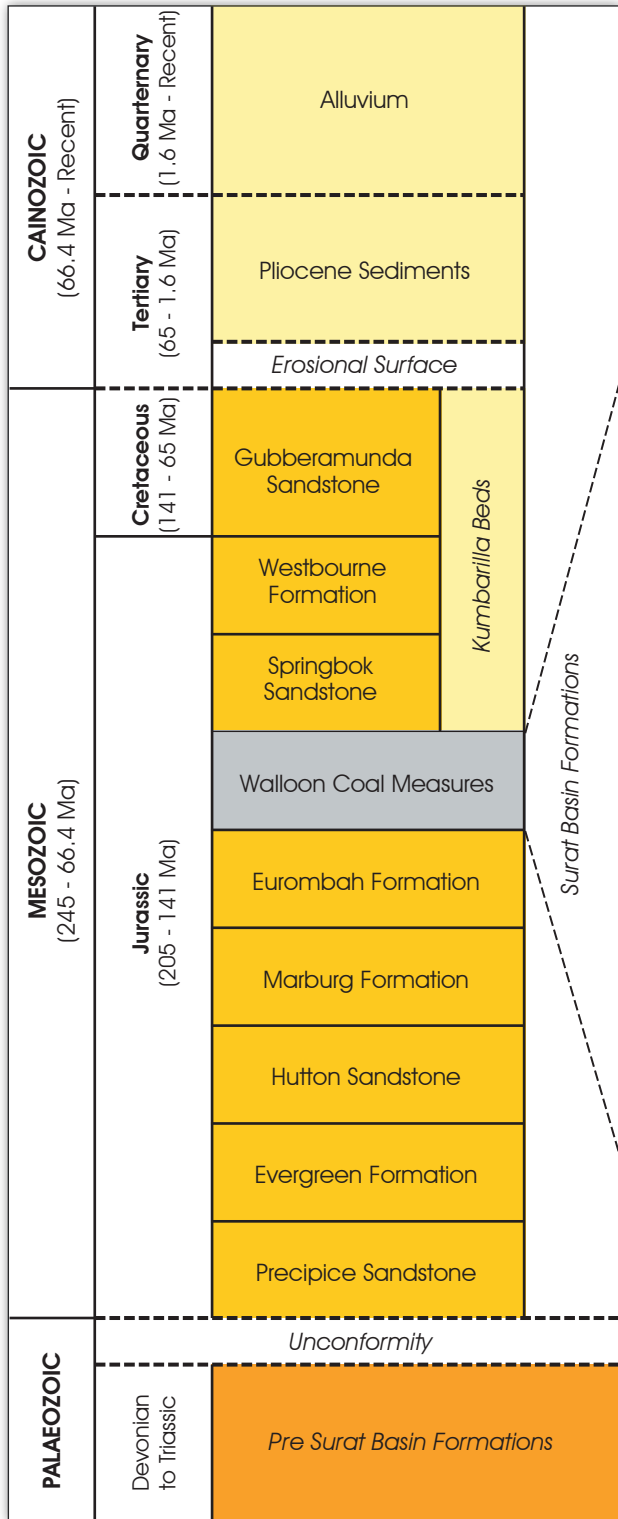 CAINOZOIC
(66.4 Ma - Recent)
Quarternary
(1.6 Ma - Recent)
Alluvium
Tertiary
(65 - 1.6 Ma)
Pliocene Sediments
Erosional Surface
MESOZOIC
(245 - 66.4 Ma)
Cretaceous
(141 - 65 Ma)
Gubberamunda
Sandstone
Kumbarilla Beds
Jurassic
(205 - 141 Ma)
Westbourne
Formation
Springbok
Sandstone
Walloon Coal Measures
Surat Basin Formations
Eurombah Formation
Marburg Formation
Hutton Sandstone
Evergreen Formation
Precipice Sandstone
PALAEOZOIC
Unconformity
Devonian
to Triassic
Pre Surat Basin Formations